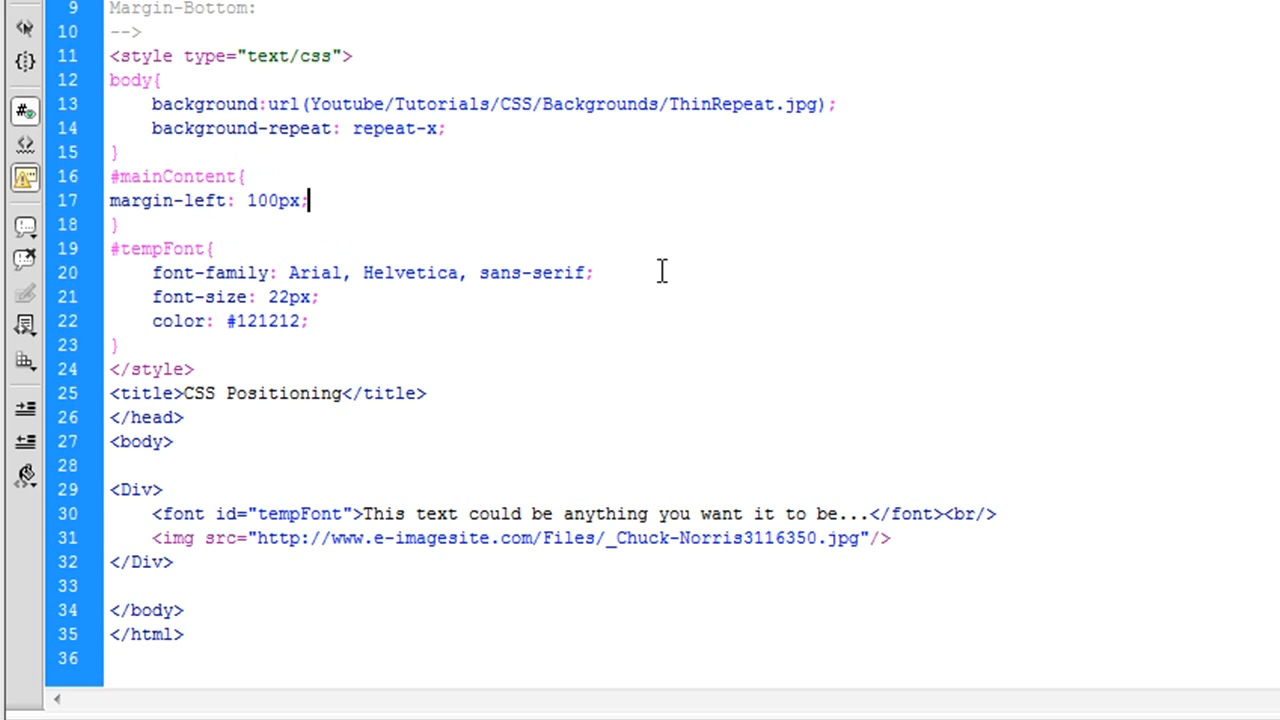 9 Margin-Bottom:
10 -->
11 <style type="text/css">
12 body{
13 background:url(Youtube/Tutorials/CSS/Backgrounds/ThinRepeat.jpg);
14 background-repeat: repeat-x;
15 }
16 #mainContent{
17 margin-left: 100px;
18 }
19 #tempFont{
20 font-family: Arial, Helvetica, sans-serif;
21 font-size: 22px;
22 color: #121212;
23 }
24 </style>
25 <title>CSS Positioning</title>
26 </head>
27 <body>
28
29 <Div>
30 <font id="tempFont">This text could be anything you want it to be...</font><br/>
31 <img src="http://www.e-imagesite.com/Files/_Chuck-Norris3116350.jpg"/>
32 </Div>
33
34 </body>
35 </html>
36